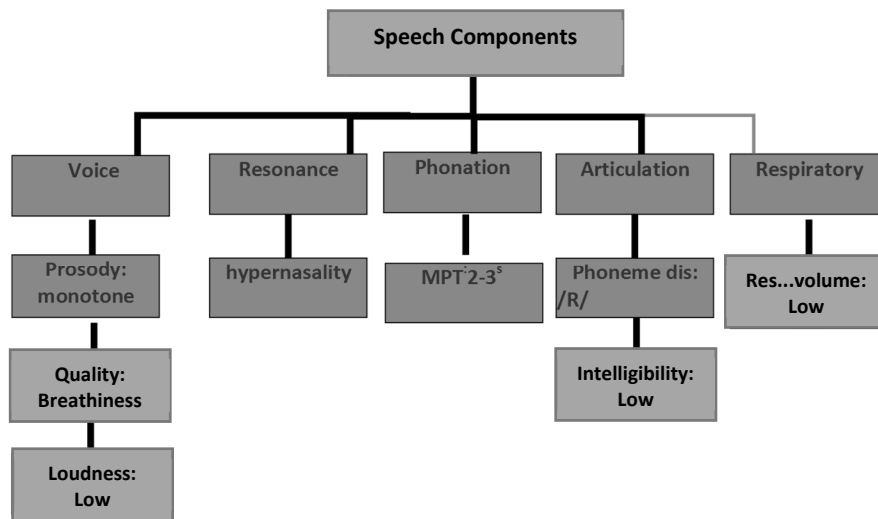 Speech Components
Voice
Resonance
Phonation
Articulation
Respiratory
Prosody:
monotone
hypernasality
MPT:2-3s
Phoneme dis:
/R/
Res...volume:
Low
Quality:
Breathiness
Intelligibility:
Low
Loudness:
Low